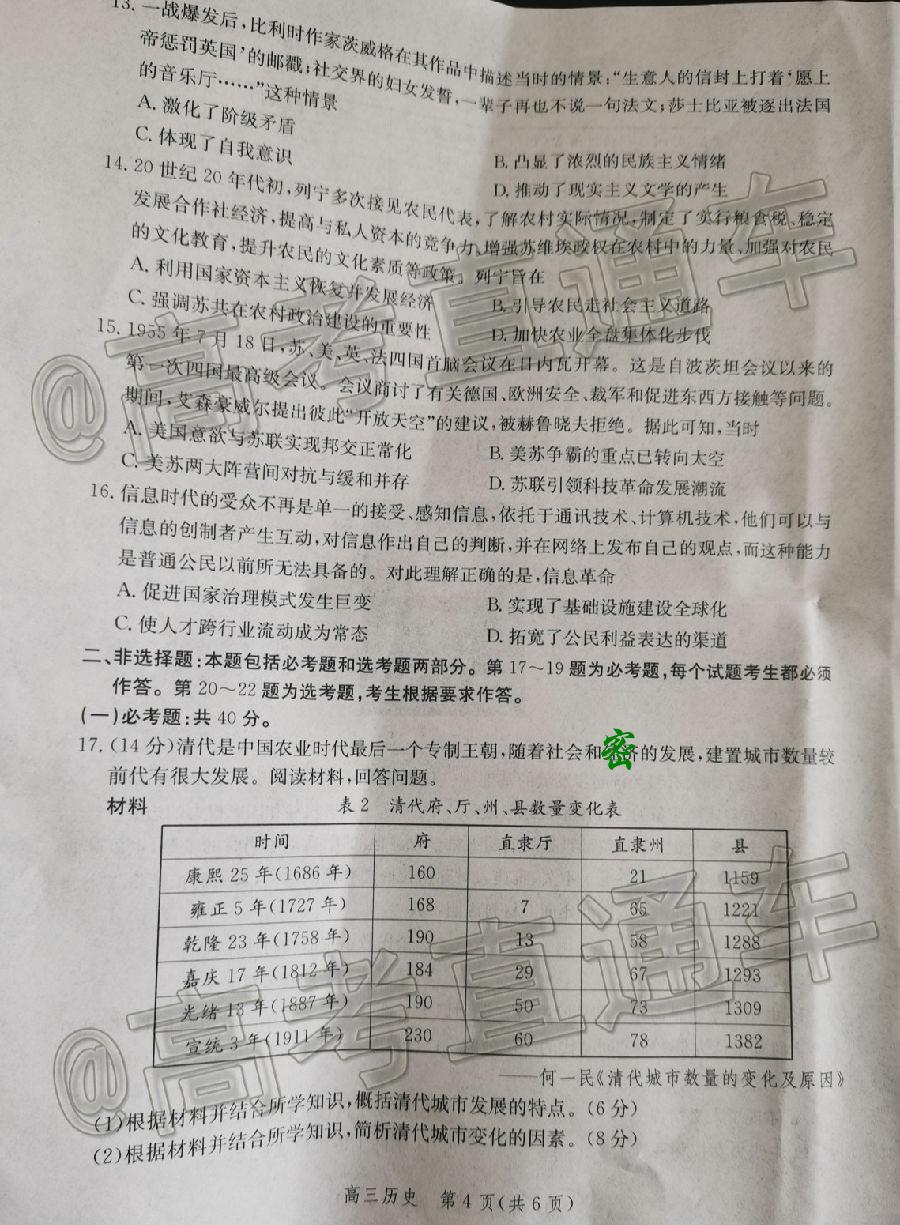 13. 一战爆发后，比利时作家茨威格在其作品中描述当时的情景：“生意人的信封上打着‘愿上
帝惩罚英国’的邮戳；社交界的妇女发誓，一辈子再也不说一句法文；莎士比亚被逐出法国
的音乐厅……”这种情景
A. 激化了阶级矛盾
B. 凸显了浓烈的民族主义情绪
C. 体现了自我意识
D. 推动了现实主义文学的产生
14. 20 世纪 20 年代初，列宁多次接见农民代表，了解农村实际情况，制定了实行粮食税、稳定
发展合作社经济，提高与私人资本的竞争力、增强苏维埃政权在农村中的力量、加强对农民
的文化教育，提升农民的文化素质等政策。列宁旨在
A. 利用国家资本主义恢复并发展经济
B. 引导农民走社会主义道路
C. 强调苏共在农村政治建设的重要性
D. 加快农业全盘集体化步伐
15. 1955 年 7 月 18 日，苏、美、英、法四国首脑会议在日内瓦开幕。这是自波茨坦会议以来的
第一次四国最高级会议。会议商讨了有关德国、欧洲安全、裁军和促进东西方接触等问题。
期间，艾森豪威尔提出彼此“开放天空”的建议，被赫鲁晓夫拒绝。据此可知，当时
A. 美国意欲与苏联实现邦交正常化
B. 美苏争霸的重点已转向太空
C. 美苏两大阵营间对抗与缓和并存
D. 苏联引领科技革命发展潮流
16. 信息时代的受众不再是单一的接受、感知信息，依托于通讯技术、计算机技术，他们可以与
信息的创制者产生互动，对信息作出自己的判断，并在网络上发布自己的观点，而这种能力
是普通公民以前所无法具备的。对此理解正确的是，信息革命
A. 促进国家治理模式发生巨变
B. 实现了基础设施建设全球化
C. 使人才跨行业流动成为常态
D. 拓宽了公民利益表达的渠道
二、非选择题：本题包括必考题和选考题两部分。第 17～19 题为必考题，每个试题考生都必须
作答。第 20～22 题为选考题，考生根据要求作答。
(一)必考题：共 40 分。
17. (14 分)清代是中国农业时代最后一个专制王朝，随着社会和密济的发展，建置城市数量较
前代有很大发展。阅读材料，回答问题。
材料 表 2 清代府、厅、州、县数量变化表
时间 府 直隶厅 直隶州 县
康熙 25 年(1686 年) 160 21 1159
雍正 5 年(1727 年) 168 7 65 1221
乾隆 23 年(1758 年) 190 13 58 1288
嘉庆 17 年(1812 年) 184 29 67 1293
光绪 13 年(1887 年) 190 50 73 1309
宣统 3 年(1911 年) 230 60 78 1382
——何一民《清代城市数量的变化及原因》
(1)根据材料并结合所学知识，概括清代城市发展的特点。(6 分)
(2)根据材料并结合所学知识，简析清代城市变化的因素。(8 分)
高三历史 第 4 页(共 6 页)
@高考直通车
@高考直通车